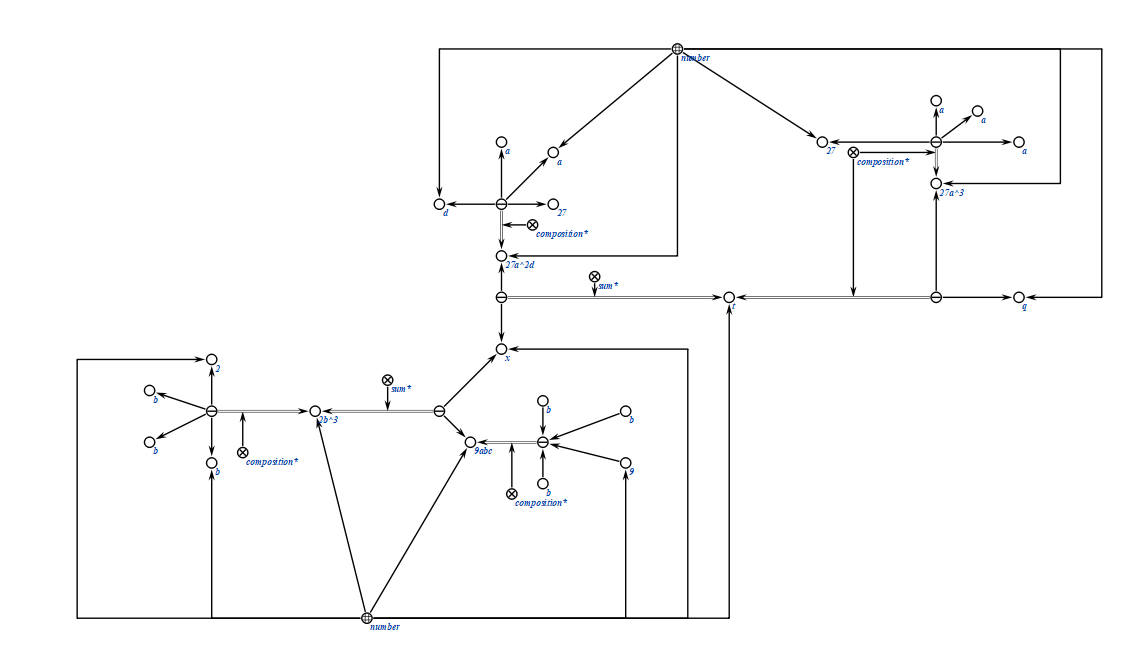 number
a
a
a
27
composition*
a
a
27a^3
d
27
composition*
27a^2d
sum*
t
q
x
2
b
sum*
2b^3
b
b
b
9abc
composition*
b
9
b
composition*
number